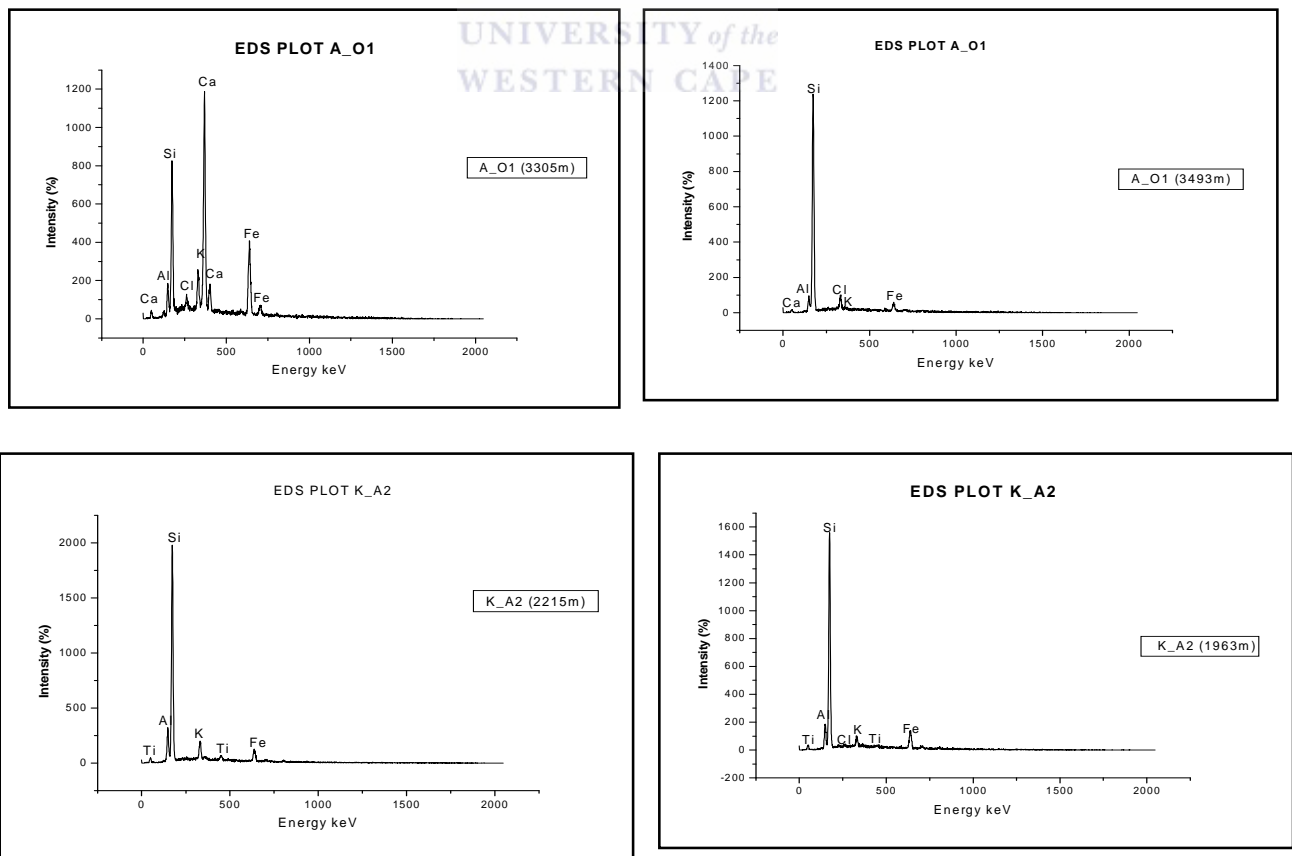 UNIVERSITY of the
WESTERN CAPE
EDS PLOT A_O1
Ca
1200
1000
Si
800
A_O1 (3305m)
Intensity (%)
600
400
Fe
K
200
Al
Cl
Ca
Ca
Fe
0
0 500 1000 1500 2000
Energy keV
EDS PLOT A_O1
1400
Si
1200
1000
800
A_O1 (3493m)
Intensity (%)
600
400
200
Al
Cl
Ca
K
Fe
0
0 500 1000 1500 2000
Energy keV
EDS PLOT K_A2
Si
2000
1500
K_A2 (2215m)
Intensity (%)
1000
500
A
K
Ti
Ti
Fe
0
0 500 1000 1500 2000
Energy keV
EDS PLOT K_A2
1600
Si
1400
1200
1000
800
K_A2 (1963m)
Intensity (%)
600
400
200
Al
Ti
Cl
K
Ti
Fe
0
-200
0 500 1000 1500 2000
Energy keV